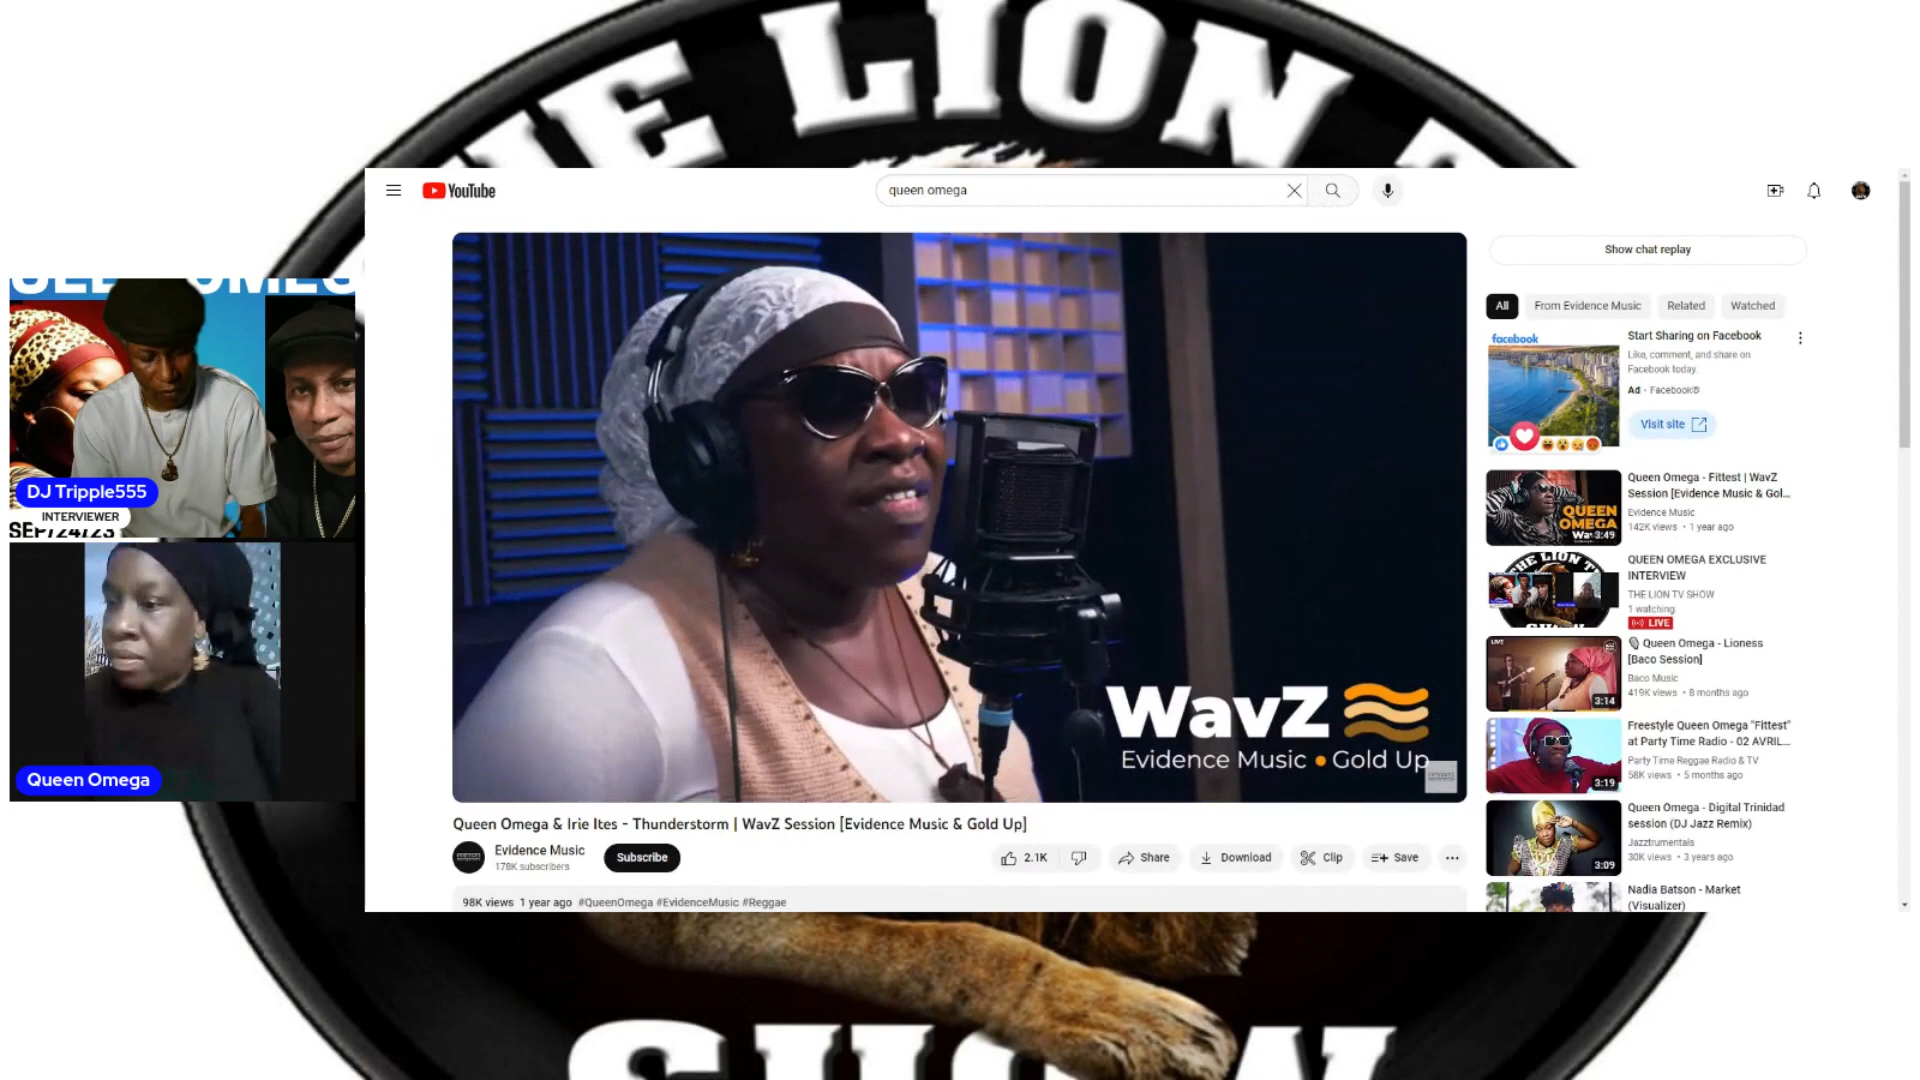 THE LION T
YouTube
queen omega
Show chat replay
All
From Evidence Music
Related
Watched
facebook
Start Sharing on Facebook
Like, comment, and share on
Facebook today.
Ad · Facebook®
Visit site
DJ Tripple555
INTERVIEWER
SEP/24/23
Queen Omega
WavZ
Evidence Music • Gold Up
QUEEN
OMEGA
3:49
Queen Omega - Fittest | WavZ
Session [Evidence Music & Gol...
Evidence Music
142K views • 1 year ago
THE LION T
QUEEN OMEGA EXCLUSIVE
INTERVIEW
THE LION TV SHOW
1 watching
LIVE
LIVE
3:14
Queen Omega - Lioness
[Baco Session]
Baco Music
419K views • 8 months ago
3:19
Freestyle Queen Omega "Fittest"
at Party Time Radio - 02 AVRIL...
Party Time Reggae Radio & TV
58K views • 5 months ago
3:09
Queen Omega - Digital Trinidad
session (DJ Jazz Remix)
Jazztrumentals
30K views • 3 years ago
Nadia Batson - Market
(Visualizer)
Queen Omega & Irie Ites - Thunderstorm | WavZ Session [Evidence Music & Gold Up]
Evidence Music
178K subscribers
Subscribe
2.1K
Share
Download
Clip
Save
98K views 1 year ago #QueenOmega #EvidenceMusic #Reggae
SHOW